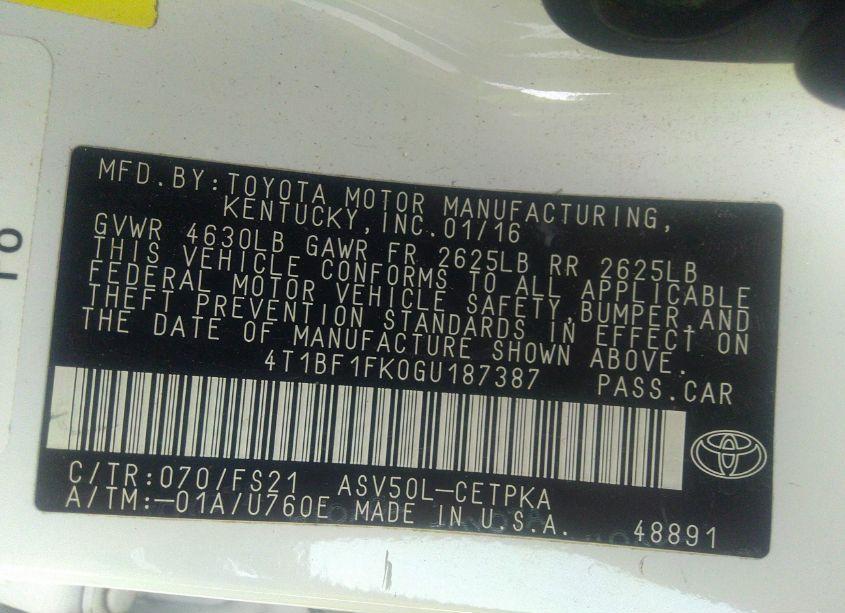 TO
MFD.BY:TOYOTA MOTOR MANUFACTURING,
KENTUCKY,INC.01/16
GVWR 4630LB GAWR FR 2625LB RR 2625LB
THIS VEHICLE CONFORMS TO ALL APPLICABLE
FEDERAL MOTOR VEHICLE SAFETY,BUMPER,AND
THEFT PREVENTION STANDARDS IN EFFECT ON
THE DATE OF MANUFACTURE SHOWN ABOVE.
4T1BF1FK0GU187387 PASS.CAR
C/TR:070/FS21 ASV50L-CETPKA
A/TM:-01A/U760E MADE IN U.S.A. 48891